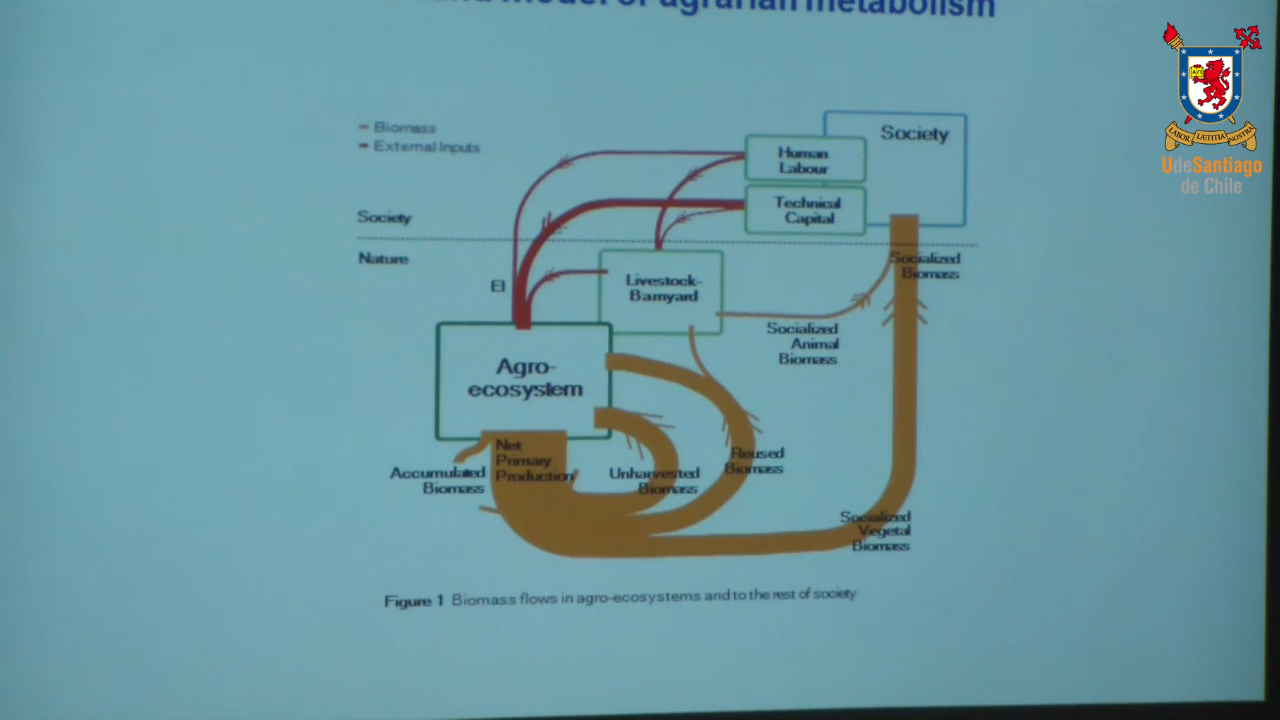 model of agrarian metabolism
Biomass
External Inputs
Society
Human
Labour
Technical
Capital
Society
Nature
EI
Livestock-
Barnyard
Socialized
Biomass
Socialized
Animal
Biomass
Agro-
ecosystem
Net
Primary
Production
Accumulated
Biomass
Unharvested
Biomass
Reused
Biomass
Socialized
Vegetal
Biomass
Figure 1 Biomass flows in agro-ecosystems and to the rest of society
LABOR LÆTITIA NOSTRA
UdeSantiago
de Chile